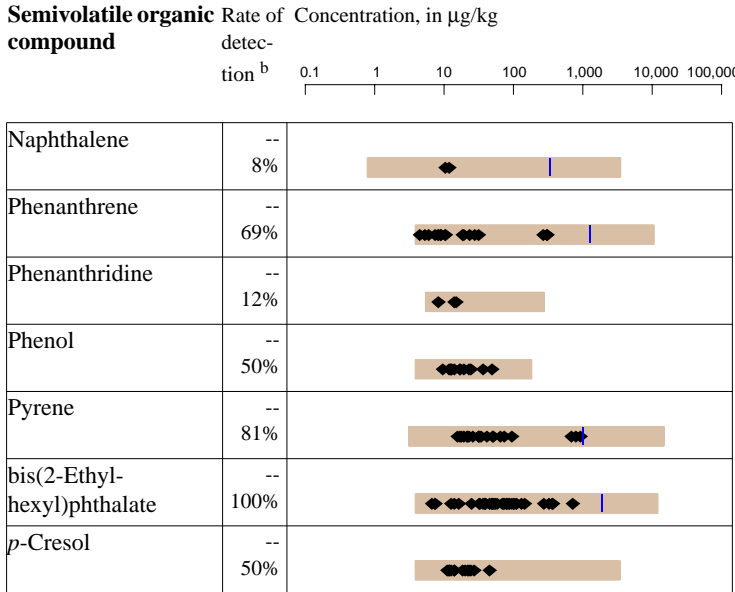 Semivolatile organic Rate of Concentration, in µg/kg
compound detec-
tion b
0.1 1 10 100 1,000 10,000 100,000
Naphthalene --
8%
Phenanthrene --
69%
Phenanthridine --
12%
Phenol --
50%
Pyrene --
81%
bis(2-Ethyl- --
hexyl)phthalate 100%
p-Cresol --
50%